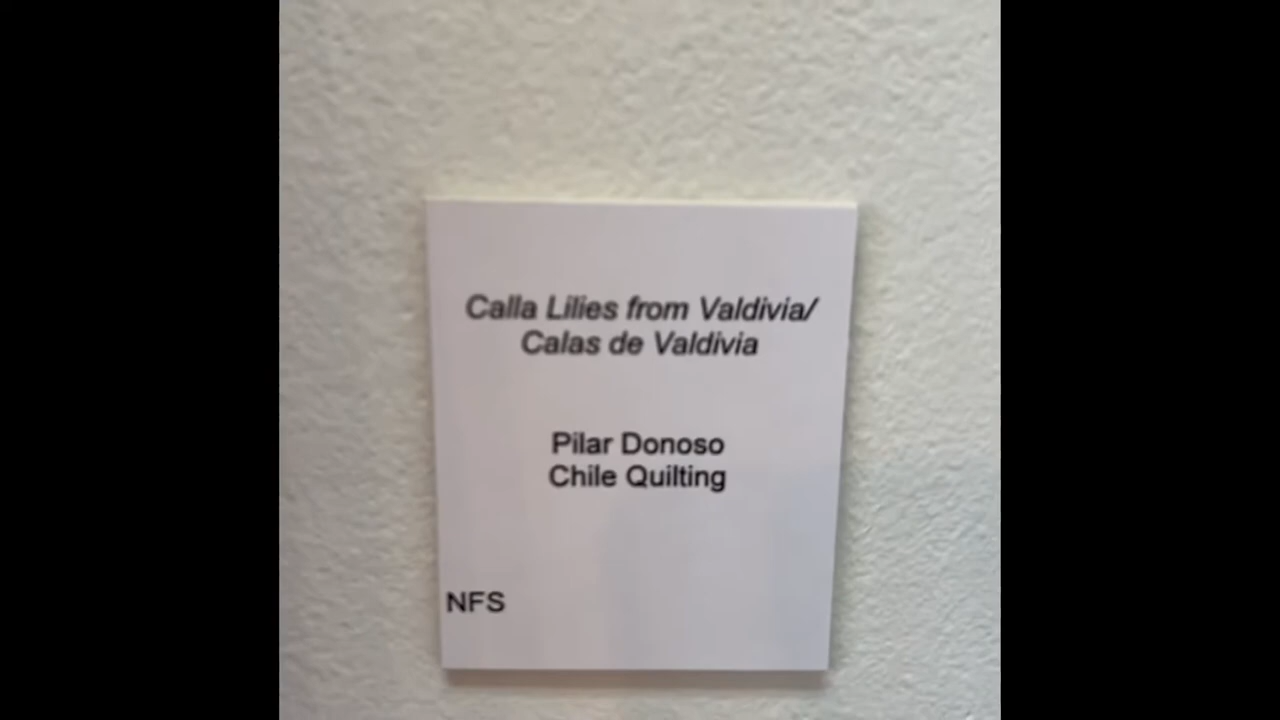 Calla Lilies from Valdivia/
Calas de Valdivia
Pilar Donoso
Chile Quilting
NFS